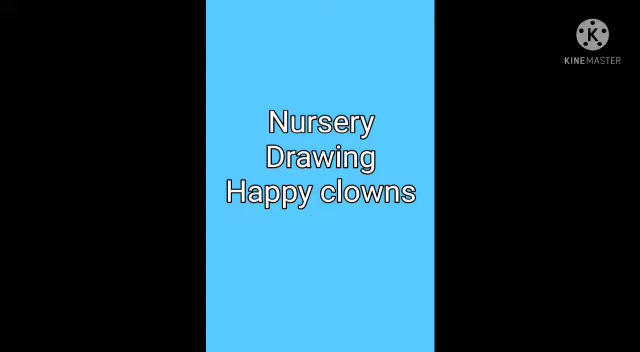 Nursery
Drawing
Happy clowns
K
KINEMASTER